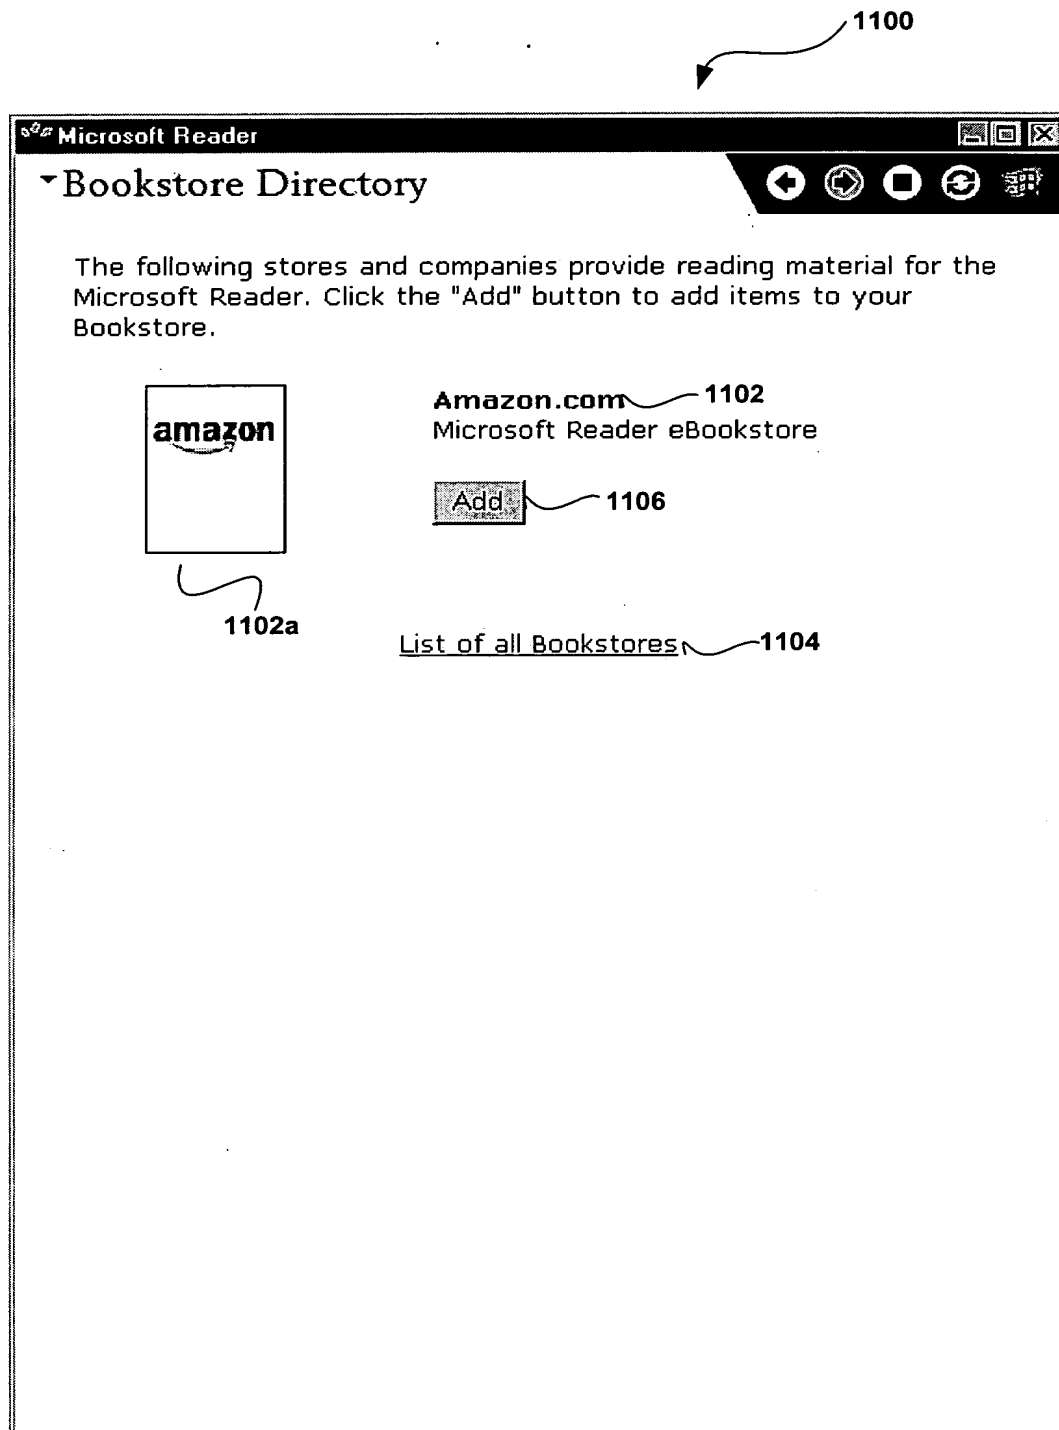 1100
Microsoft Reader
Bookstore Directory
The following stores and companies provide reading material for the
Microsoft Reader. Click the "Add" button to add items to your
Bookstore.
amazon
Amazon.com 1102
Microsoft Reader eBookstore
Add 1106
1102a
List of all Bookstores 1104